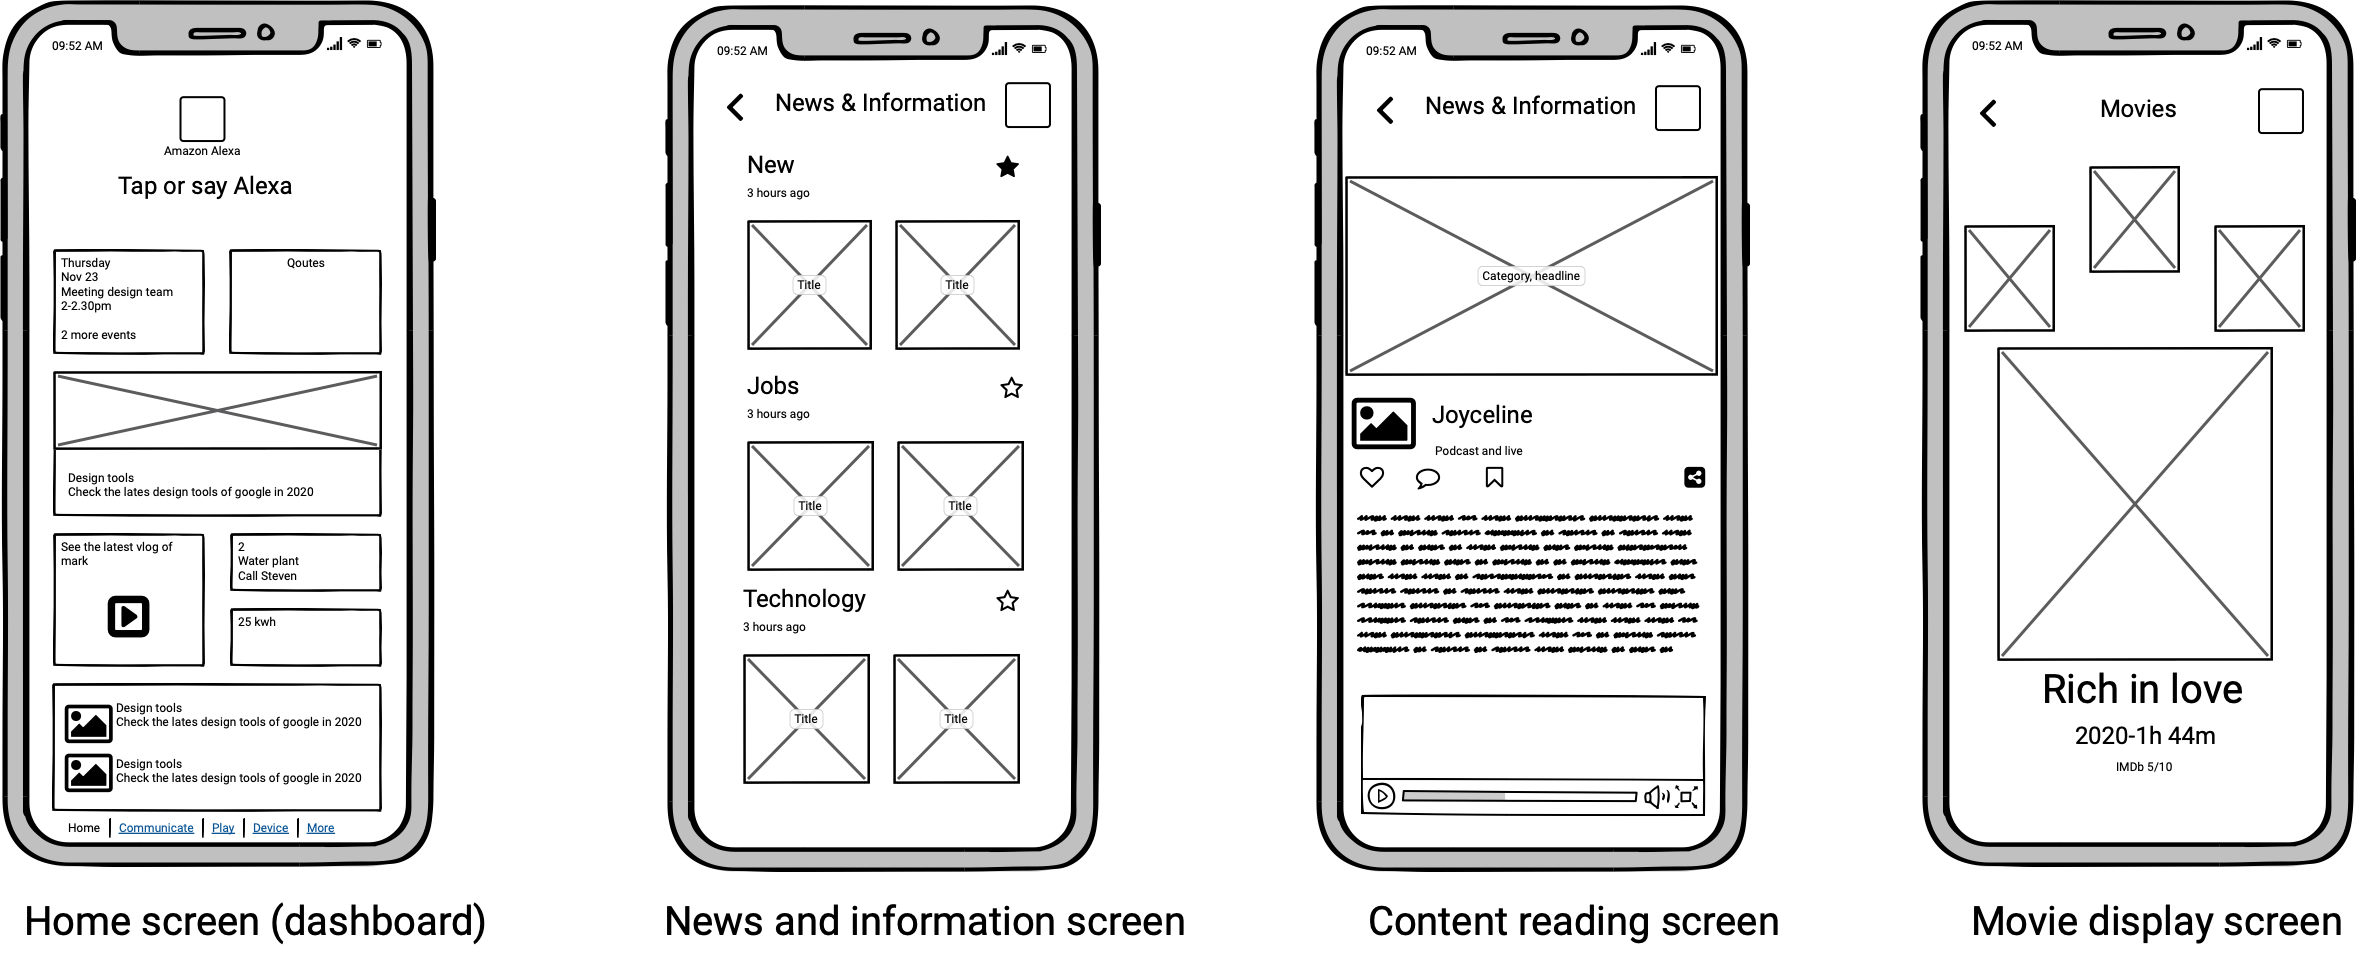 09:52 AM
Amazon Alexa
Tap or say Alexa
Thursday
Nov 23
Meeting design team
2-2.30pm
2 more events
Qoutes
Design tools
Check the lates design tools of google in 2020
See the latest vlog of
mark
2
Water plant
Call Steven
25 kwh
Design tools
Check the lates design tools of google in 2020
Design tools
Check the lates design tools of google in 2020
Home Communicate Play Device More
Home screen (dashboard)
09:52 AM
News & Information
New
3 hours ago
Title Title
Jobs
3 hours ago
Title Title
Technology
3 hours ago
Title Title
News and information screen
09:52 AM
News & Information
Category, headline
Joyceline
Podcast and live
Content reading screen
09:52 AM
Movies
Rich in love
2020-1h 44m
IMDb 5/10
Movie display screen